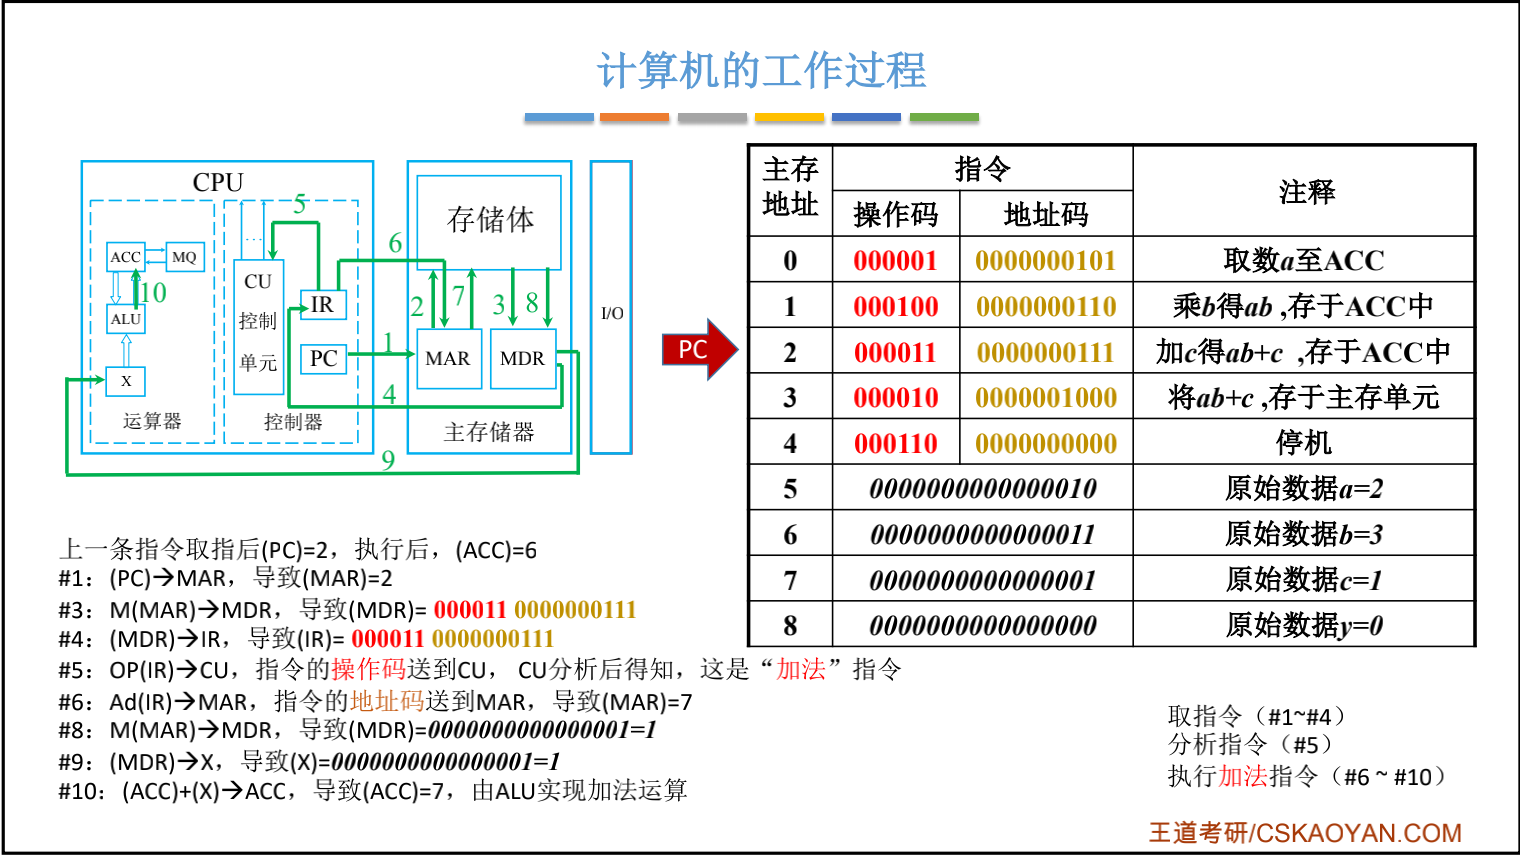 计算机的工作过程
CPU
5
...
ACC
MQ
10
ALU
X
运算器
CU
控制
单元
IR
PC
控制器
6
1
4
9
存储体
2
7
3
8
MAR
MDR
主存储器
I/O
PC
主存地址 指令 注释
操作码 地址码
0 000001 0000000101 取数a至ACC
1 000100 0000000110 乘b得ab ,存于ACC中
2 000011 0000000111 加c得ab+c ,存于ACC中
3 000010 0000001000 将ab+c ,存于主存单元
4 000110 0000000000 停机
5 0000000000000010 原始数据a=2
6 0000000000000011 原始数据b=3
7 0000000000000001 原始数据c=1
8 0000000000000000 原始数据y=0
上一条指令取指后(PC)=2，执行后，(ACC)=6
#1：(PC)→MAR，导致(MAR)=2
#3：M(MAR)→MDR，导致(MDR)= 000011 0000000111
#4：(MDR)→IR，导致(IR)= 000011 0000000111
#5：OP(IR)→CU，指令的操作码送到CU， CU分析后得知，这是“加法”指令
#6：Ad(IR)→MAR，指令的地址码送到MAR，导致(MAR)=7
#8：M(MAR)→MDR，导致(MDR)=0000000000000001=1
#9：(MDR)→X，导致(X)=0000000000000001=1
#10：(ACC)+(X)→ACC，导致(ACC)=7，由ALU实现加法运算
取指令（#1~#4）
分析指令（#5）
执行加法指令（#6 ~ #10）
王道考研/CSKAOYAN.COM